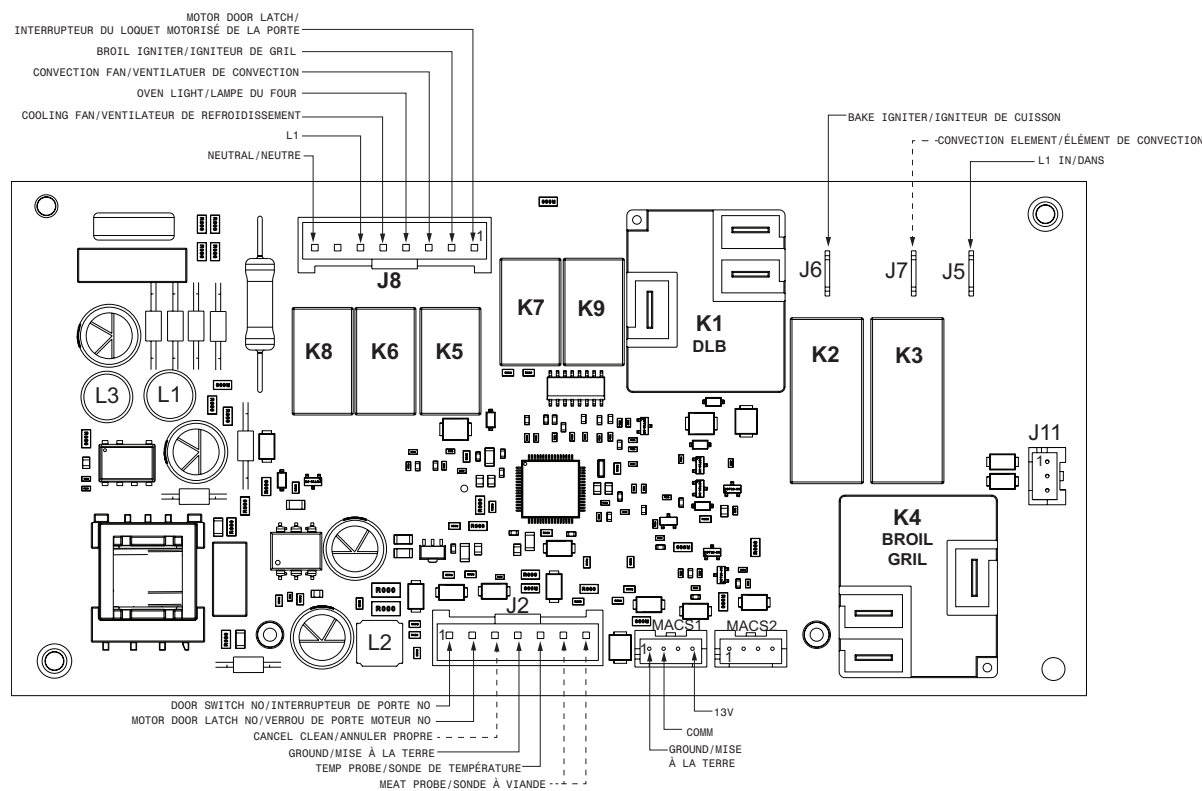 MOTOR DOOR LATCH/
INTERRUPTEUR DU LOQUET MOTORISÉ DE LA PORTE
BROIL IGNITER/IGNITEUR DE GRIL
CONVECTION FAN/VENTILATUER DE CONVECTION
OVEN LIGHT/LAMPE DU FOUR
COOLING FAN/VENTILATEUR DE REFROIDISSEMENT
L1
NEUTRAL/NEUTRE
BAKE IGNITER/IGNITEUR DE CUISSON
CONVECTION ELEMENT/ÉLÉMENT DE CONVECTION
L1 IN/DANS
1
J8
J6
J7
J5
K7
K9
K1
DLB
K8
K6
K5
K2
K3
L3
L1
J11
1
K4
BROIL
GRIL
J2
1
L2
R000
R000
MACS1
1
MACS2
1
DOOR SWITCH NO/INTERRUPTEUR DE PORTE NO
MOTOR DOOR LATCH NO/VERROU DE PORTE MOTEUR NO
CANCEL CLEAN/ANNULER PROPRE
GROUND/MISE À LA TERRE
TEMP PROBE/SONDE DE TEMPÉRATURE
MEAT PROBE/SONDE À VIANDE
13V
COMM
GROUND/MISE
À LA TERRE